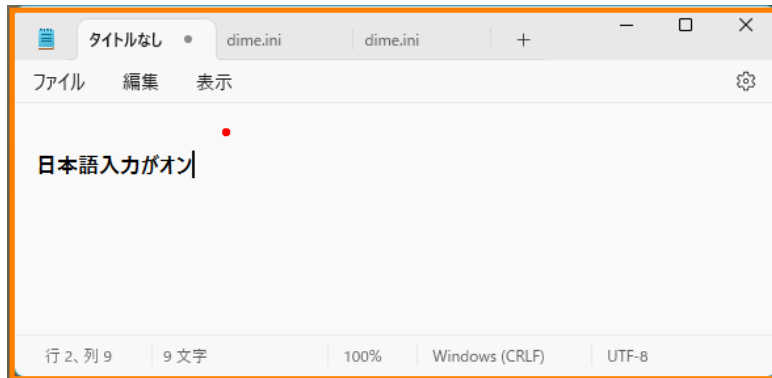 タイトルなし dime.ini dime.ini
ファイル 編集 表示
日本語入力がオン
行 2、列 9 9 文字 100% Windows (CRLF) UTF-8